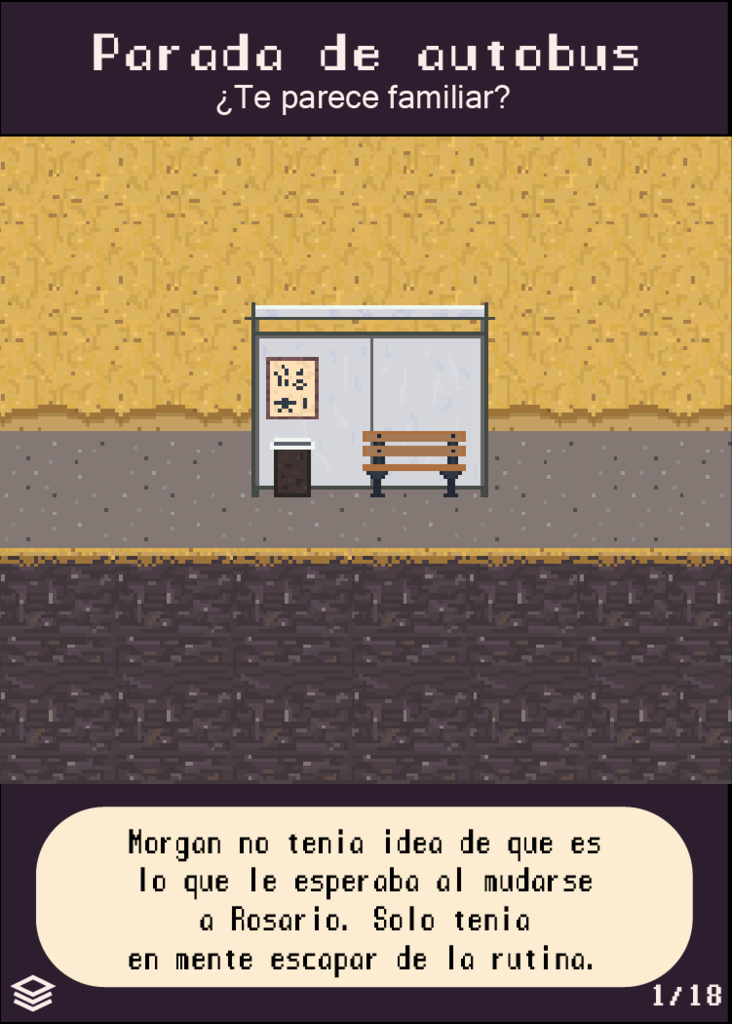 Parada de autobus
¿Te parece familiar?
Morgan no tenia idea de que es
lo que le esperaba al mudarse
a Rosario. Solo tenia
en mente escapar de la rutina.
1/18